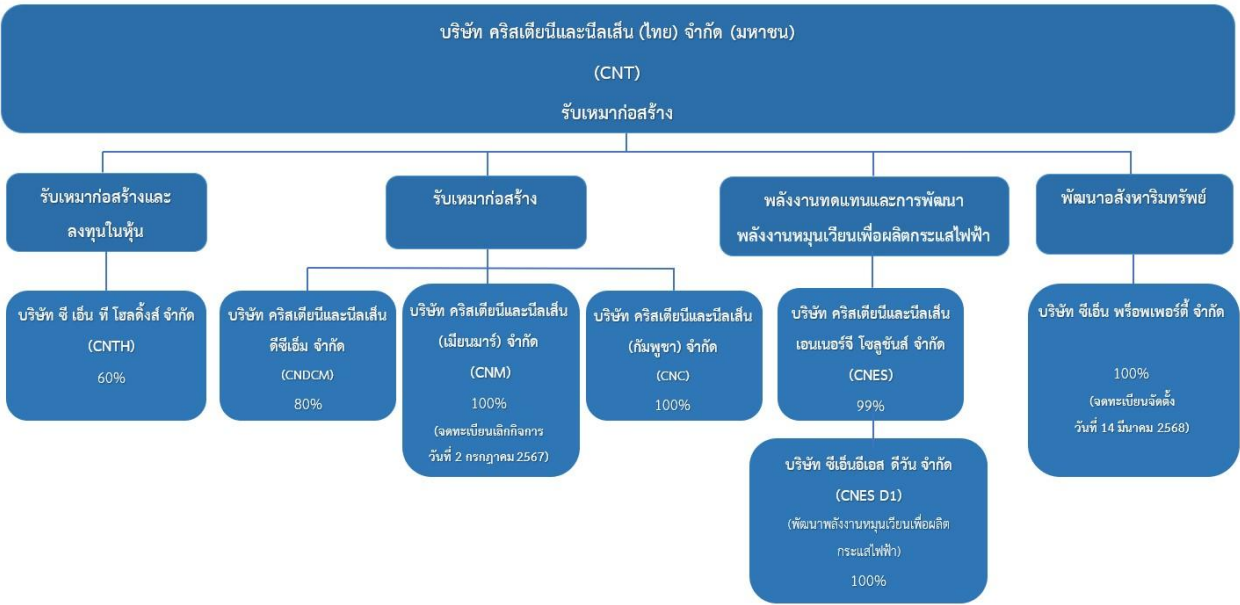 บริษัท คริสเตียนีและนีลเส็น (ไทย) จำกัด (มหาชน)
(CNT)
รับเหมาก่อสร้าง
รับเหมาก่อสร้างและ
ลงทุนในหุ้น
รับเหมาก่อสร้าง
พลังงานทดแทนและการพัฒนา
พลังงานหมุนเวียนเพื่อผลิตกระแสไฟฟ้า
พัฒนาอสังหาริมทรัพย์
บริษัท ซี เอ็น ที โฮลดิ้งส์ จำกัด
(CNTH)
60%
บริษัท คริสเตียนีและนีลเส็น
ดีซีเอ็ม จำกัด
(CNDCM)
80%
บริษัท คริสเตียนีและนีลเส็น
(เมียนมาร์) จำกัด
(CNM)
100%
(จดทะเบียนเลิกกิจการ
วันที่ 2 กรกฎาคม 2567)
บริษัท คริสเตียนีและนีลเส็น
(กัมพูชา) จำกัด
(CNC)
100%
บริษัท คริสเตียนีและนีลเส็น
เอนเนอร์จี โซลูชันส์ จำกัด
(CNES)
99%
บริษัท ซีเอ็น พร็อพเพอร์ตี้ จำกัด
100%
(จดทะเบียนจัดตั้ง
วันที่ 14 มีนาคม 2568)
บริษัท ซีเอ็นอีเอส ดีวัน จำกัด
(CNES D1)
(พัฒนาพลังงานหมุนเวียนเพื่อผลิต
กระแสไฟฟ้า)
100%